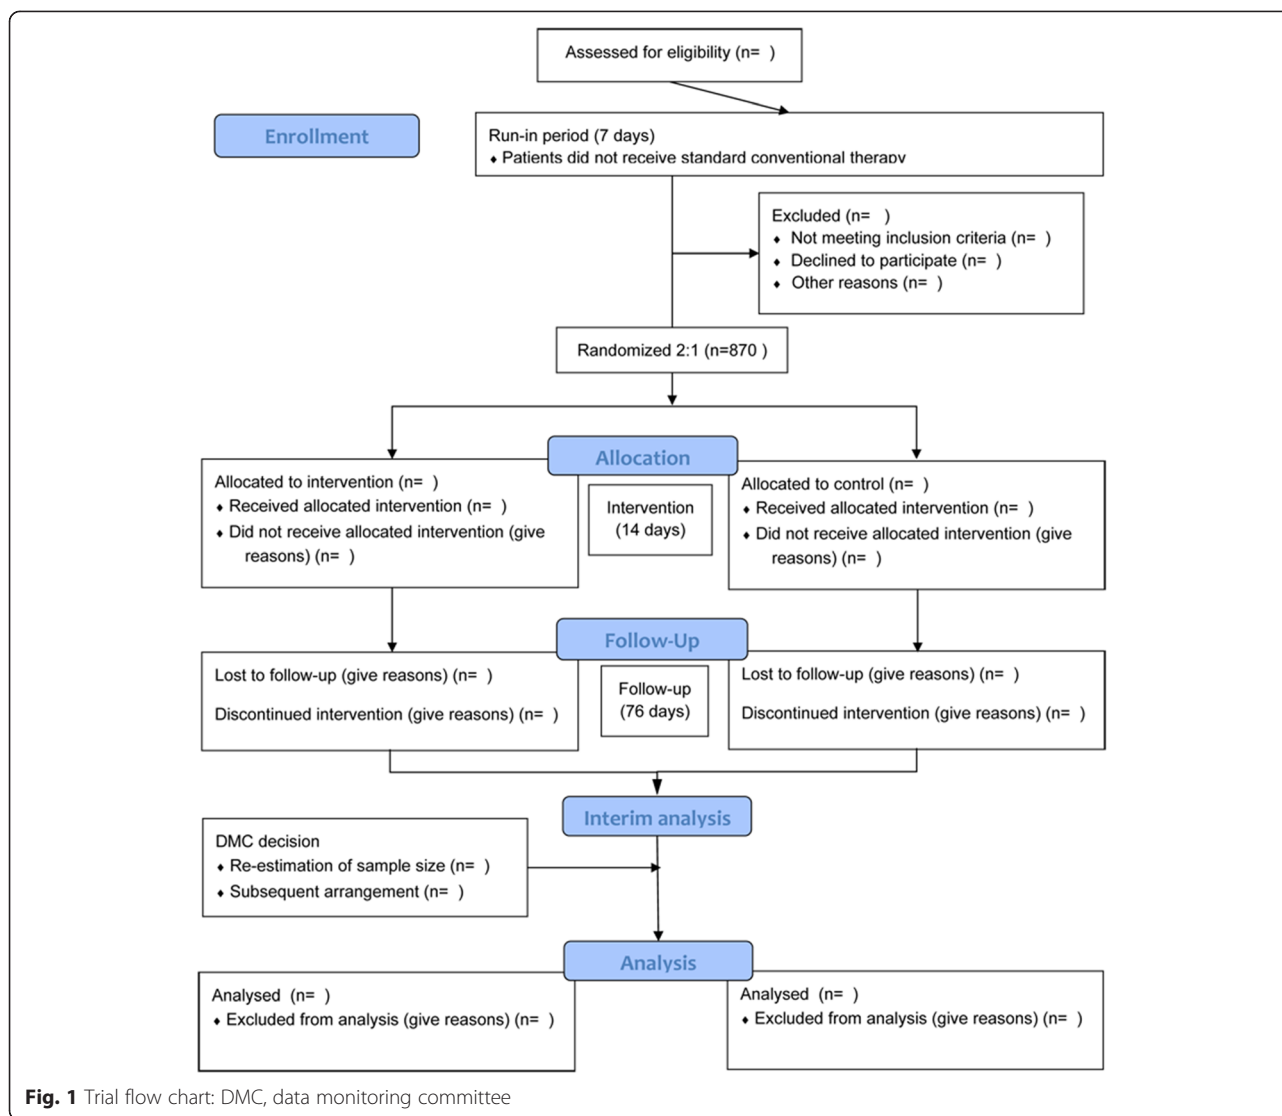 Assessed for eligibility (n=  )
Enrollment
Run-in period (7 days)
♦ Patients did not receive standard conventional therapy
Excluded (n=  )
♦ Not meeting inclusion criteria (n=  )
♦ Declined to participate (n=  )
♦ Other reasons (n=  )
Randomized 2:1 (n=870 )
Allocation
Allocated to intervention (n=  )
♦ Received allocated intervention (n=  )
♦ Did not receive allocated intervention (give
reasons) (n=  )
Intervention
(14 days)
Allocated to control (n=  )
♦ Received allocated intervention (n=  )
♦ Did not receive allocated intervention (give
reasons) (n=  )
Follow-Up
Lost to follow-up (give reasons) (n=  )
Discontinued intervention (give reasons) (n=  )
Follow-up
(76 days)
Lost to follow-up (give reasons) (n=  )
Discontinued intervention (give reasons) (n=  )
Interim analysis
DMC decision
♦ Re-estimation of sample size (n=  )
♦ Subsequent arrangement (n=  )
Analysis
Analysed  (n=  )
♦ Excluded from analysis (give reasons) (n=  )
Analysed  (n=  )
♦ Excluded from analysis (give reasons) (n=  )
Fig. 1 Trial flow chart: DMC, data monitoring committee